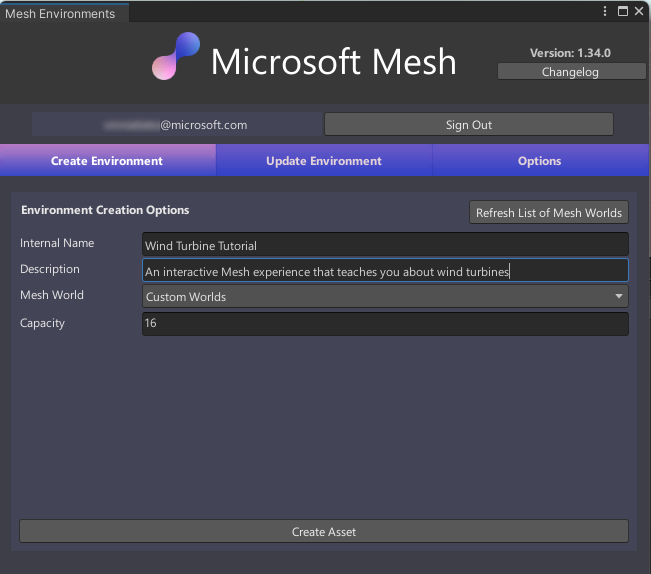 Mesh Environments
Microsoft Mesh
Version: 1.34.0
Changelog
@microsoft.com
Sign Out
Create Environment
Update Environment
Options
Environment Creation Options
Refresh List of Mesh Worlds
Internal Name
Wind Turbine Tutorial
Description
An interactive Mesh experience that teaches you about wind turbines
Mesh World
Custom Worlds
Capacity
16
Create Asset